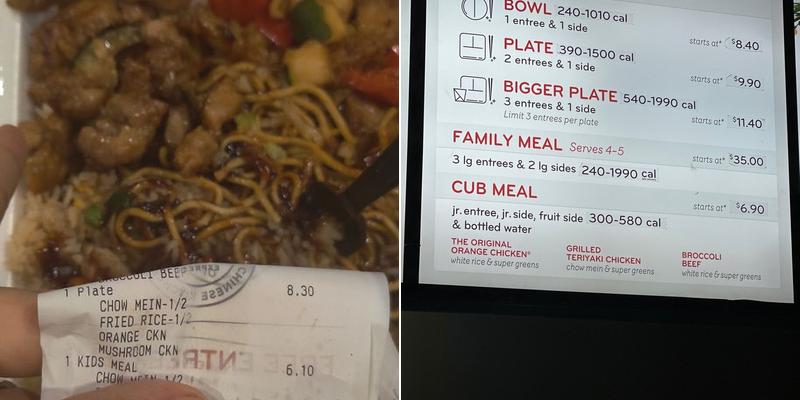 BROCCOLI BEEF
1 Plate 8.30
CHOW MEIN-1/2
FRIED RICE-1/2
ORANGE CKN
MUSHROOM CKN
1 KIDS MEAL 6.10
CHOW MEIN-1/2
CHINESE
EXPRESS
FREE ENTR
BOWL 240-1010 cal
1 entree & 1 side
starts at* $8.40
PLATE 390-1500 cal
2 entrees & 1 side
starts at* $9.90
BIGGER PLATE 540-1990 cal
3 entrees & 1 side
Limit 3 entrees per plate
starts at* $11.40
FAMILY MEAL Serves 4-5
3 lg entrees & 2 lg sides 240-1990 cal
starts at* $35.00
CUB MEAL
jr. entree, jr. side, fruit side 300-580 cal
& bottled water
starts at* $6.90
THE ORIGINAL
ORANGE CHICKEN®
white rice & super greens
GRILLED
TERIYAKI CHICKEN
chow mein & super greens
BROCCOLI
BEEF
white rice & super greens